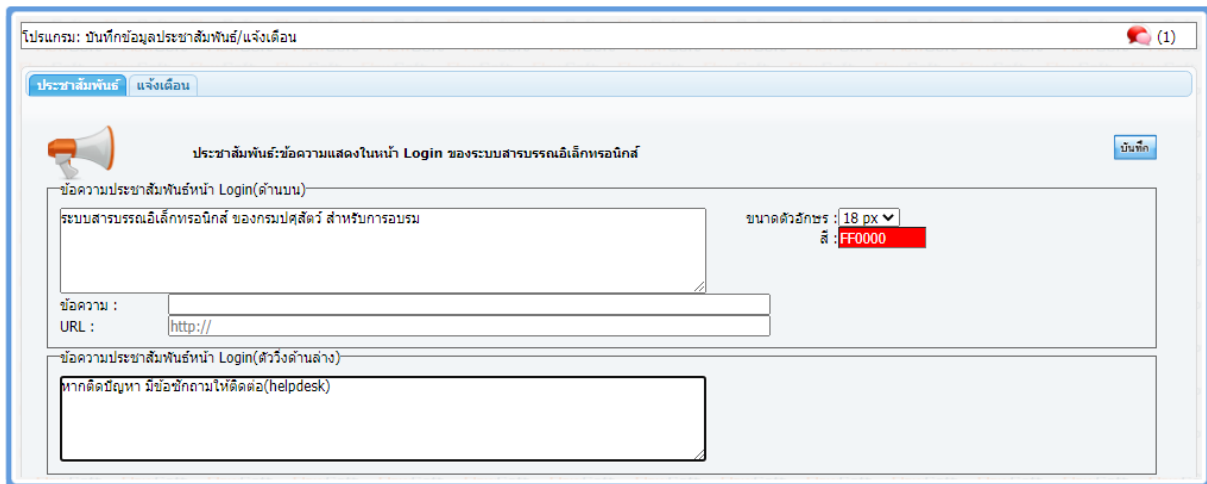 โปรแกรม: บันทึกข้อมูลประชาสัมพันธ์/แจ้งเตือน (1)
ประชาสัมพันธ์ แจ้งเตือน
ประชาสัมพันธ์:ข้อความแสดงในหน้า Login ของระบบสารบรรณอิเล็กทรอนิกส์ บันทึก
ข้อความประชาสัมพันธ์หน้า Login(ด้านบน)
ระบบสารบรรณอิเล็กทรอนิกส์ ของกรมปศุสัตว์ สำหรับการอบรม
ขนาดตัวอักษร : 18 px
สี : FF0000
ข้อความ :
URL : http://
ข้อความประชาสัมพันธ์หน้า Login(ตัววิ่งด้านล่าง)
หากติดปัญหา มีข้อซักถามให้ติดต่อ(helpdesk)